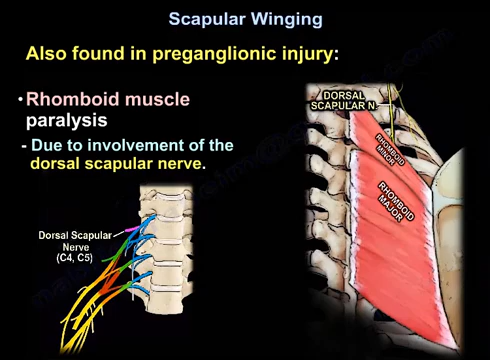 Scapular Winging
Also found in preganglionic injury:
• Rhomboid muscle
paralysis
- Due to involvement of the
dorsal scapular nerve.
Dorsal Scapular
Nerve
(C4, C5)
DORSAL
SCAPULAR N.
RHOMBOID
MINOR
RHOMBOID
MAJOR